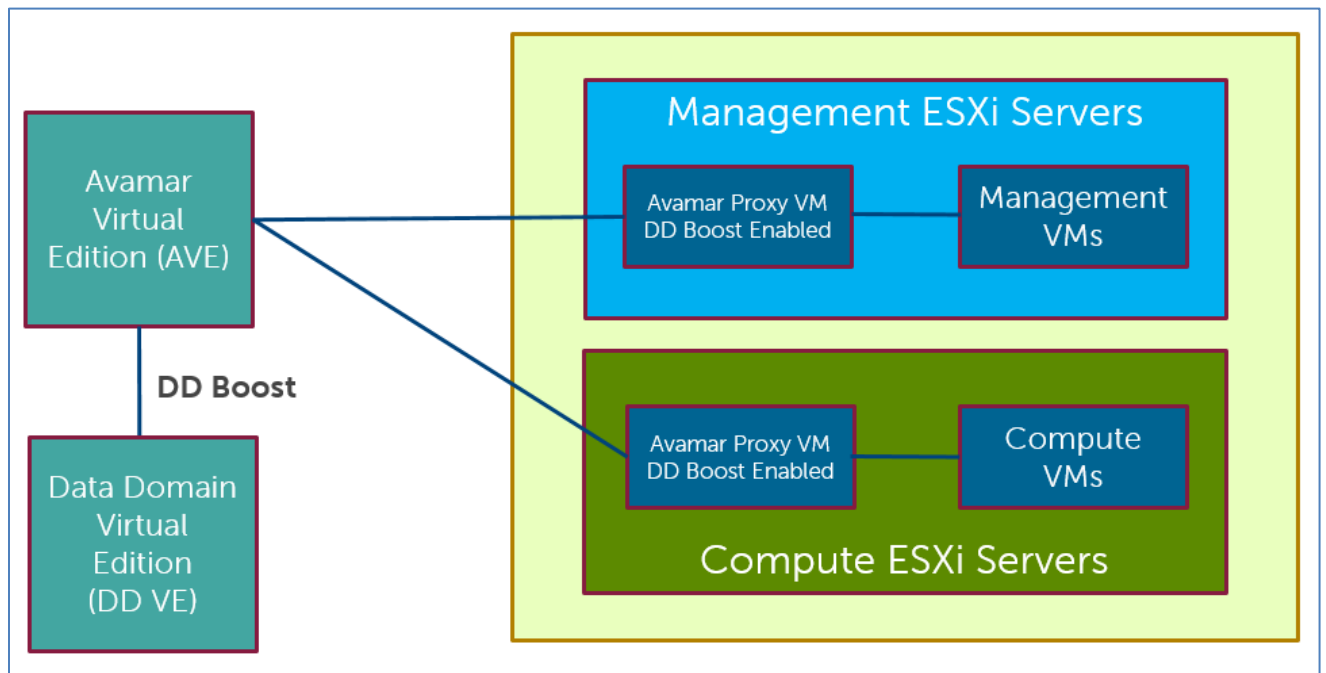 Management ESXi Servers
Avamar
Virtual
Edition (AVE)
Avamar Proxy VM
DD Boost Enabled
Management
VMs
DD Boost
Data Domain
Virtual
Edition
(DD VE)
Avamar Proxy VM
DD Boost Enabled
Compute
VMs
Compute ESXi Servers